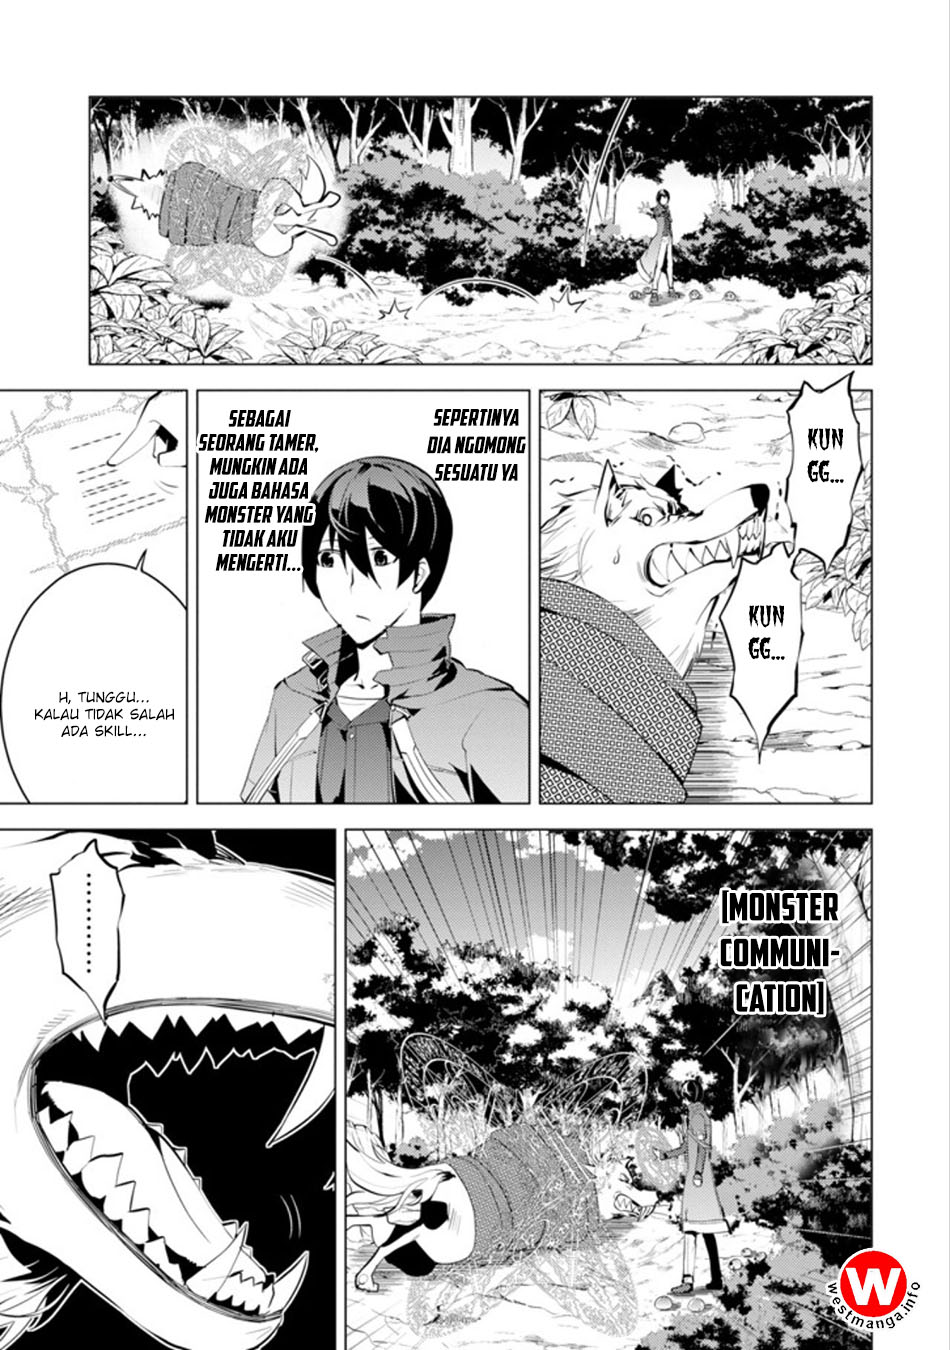 KUN
GG...
KUN
GG...
SEPERTINYA
DIA NGOMONG
SESUATU YA
SEBAGAI
SEORANG TAMER,
MUNGKIN ADA
JUGA BAHASA
MONSTER YANG
TIDAK AKU
MENGERTI...
H, TUNGGU...
KALAU TIDAK SALAH
ADA SKILL...
[MONSTER
COMMUNI-
CATION]
..........
W
westmanga.info